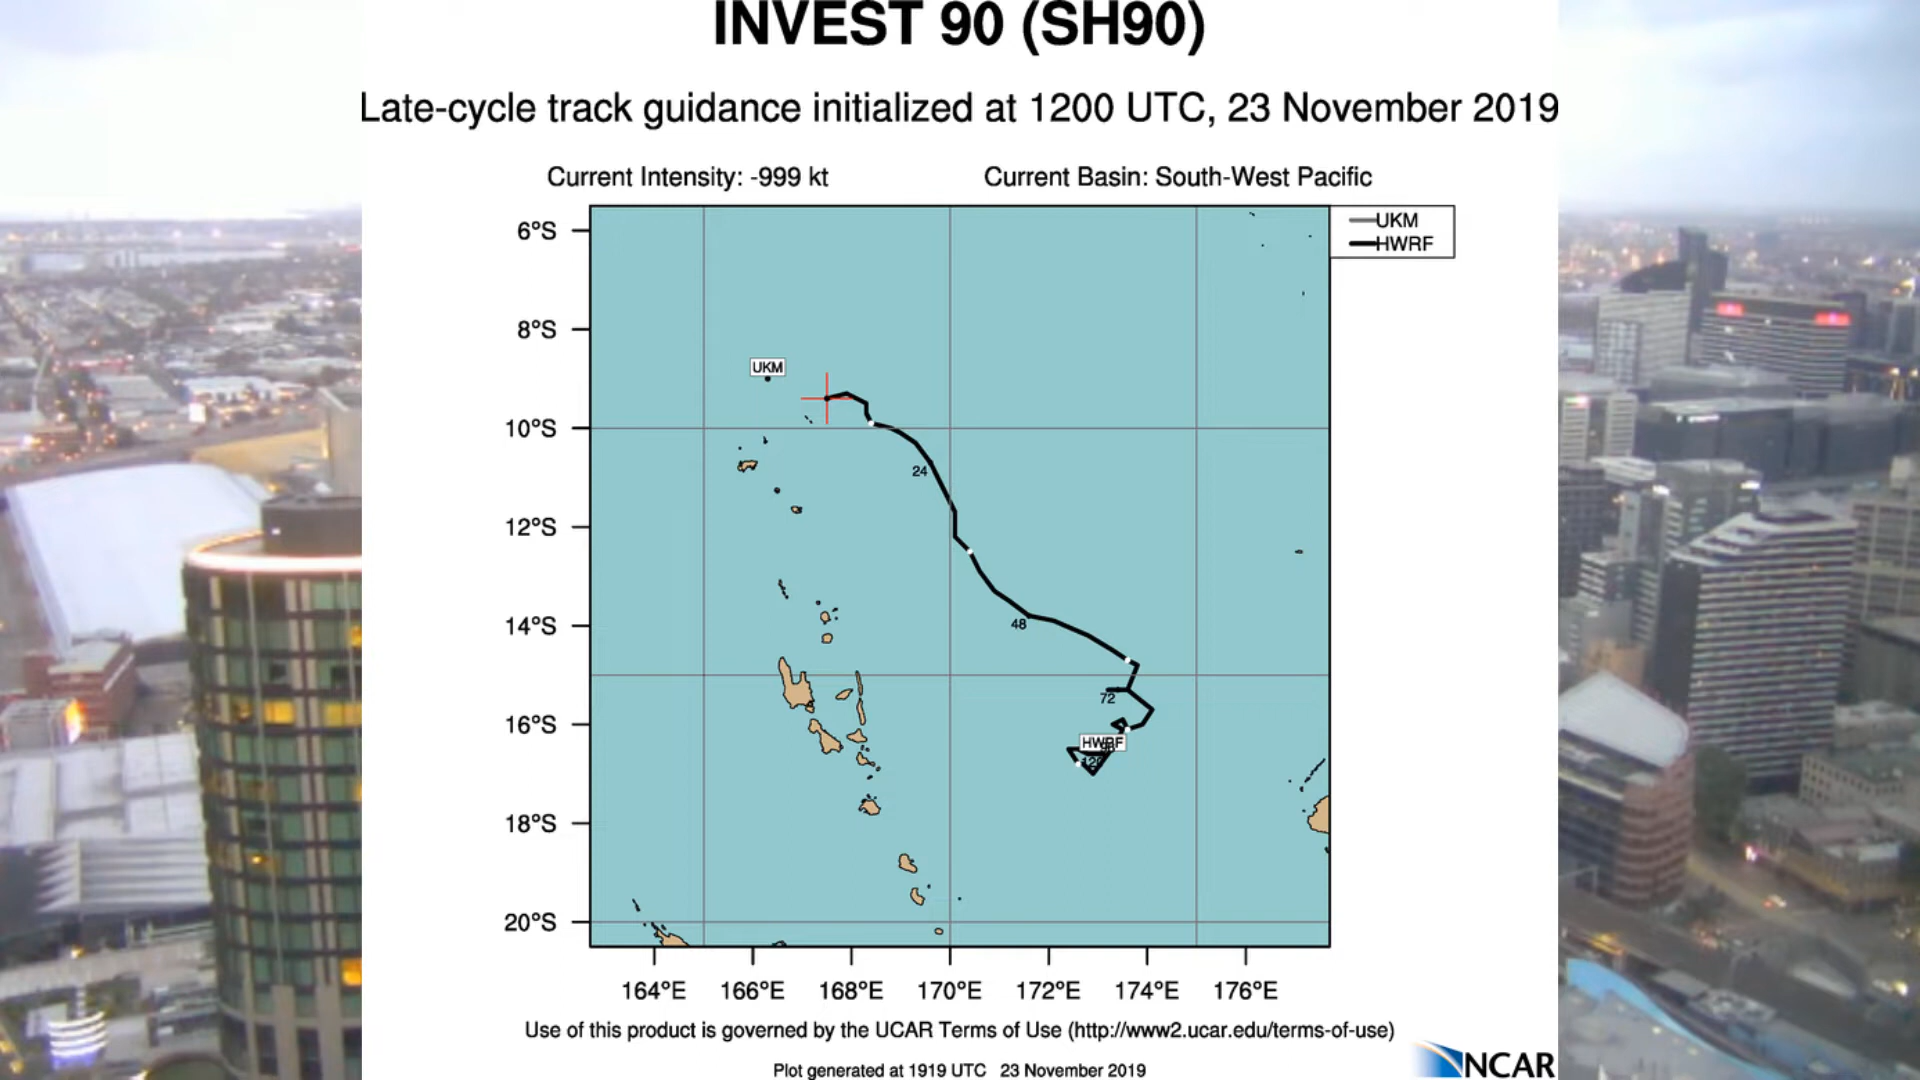 INVEST 90 (SH90)
Late-cycle track guidance initialized at 1200 UTC, 23 November 2019
Current Intensity: -999 kt
Current Basin: South-West Pacific
UKM
HWRF
6°S
8°S
10°S
12°S
14°S
16°S
18°S
20°S
UKM
24
48
72
HWRF
96
120
164°E 166°E 168°E 170°E 172°E 174°E 176°E
Use of this product is governed by the UCAR Terms of Use (http://www2.ucar.edu/terms-of-use)
NCAR
Plot generated at 1919 UTC 23 November 2019